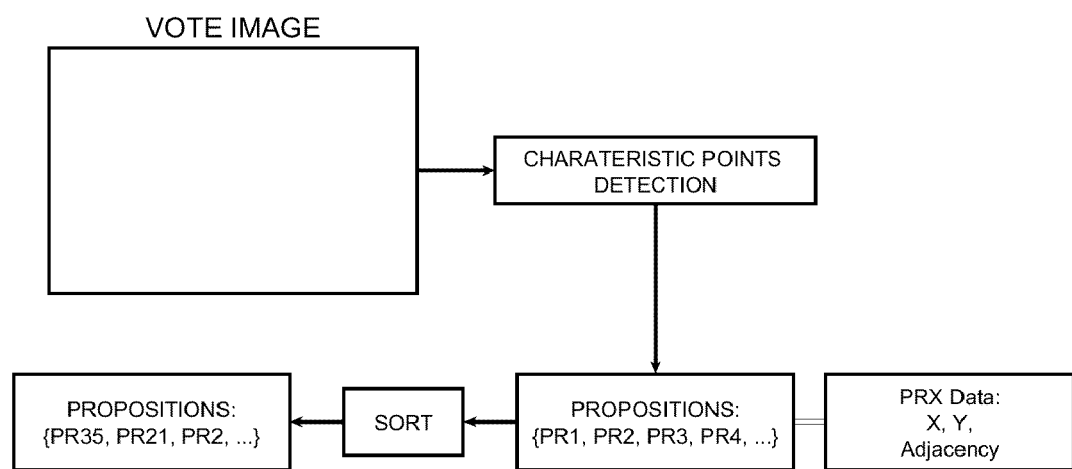 VOTE IMAGE
CHARATERISTIC POINTS
DETECTION
PROPOSITIONS:
{PR35, PR21, PR2, ...}
SORT
PROPOSITIONS:
{PR1, PR2, PR3, PR4, ...}
PRX Data:
X, Y,
Adjacency